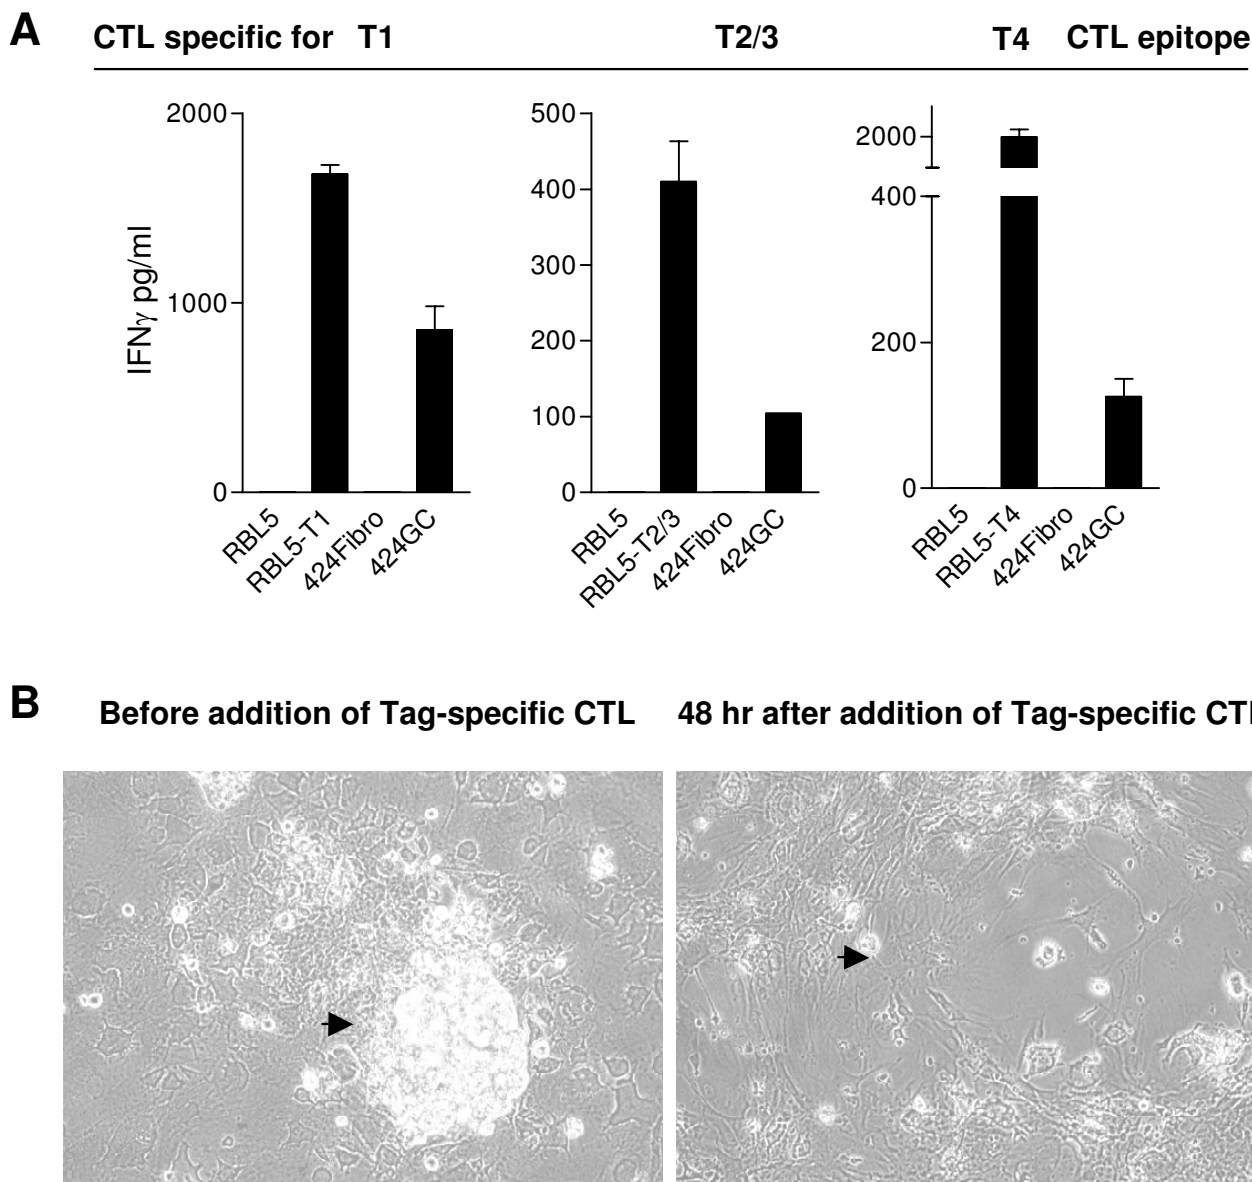 A
CTL specific for T1 T2/3 T4 CTL epitope
IFNγ pg/ml
2000
1000
0
RBL5
RBL5-T1
424Fibro
424GC
500
400
300
200
100
0
RBL5
RBL5-T2/3
424Fibro
424GC
2000
400
200
0
RBL5
RBL5-T4
424Fibro
424GC
B
Before addition of Tag-specific CTL 48 hr after addition of Tag-specific CTL